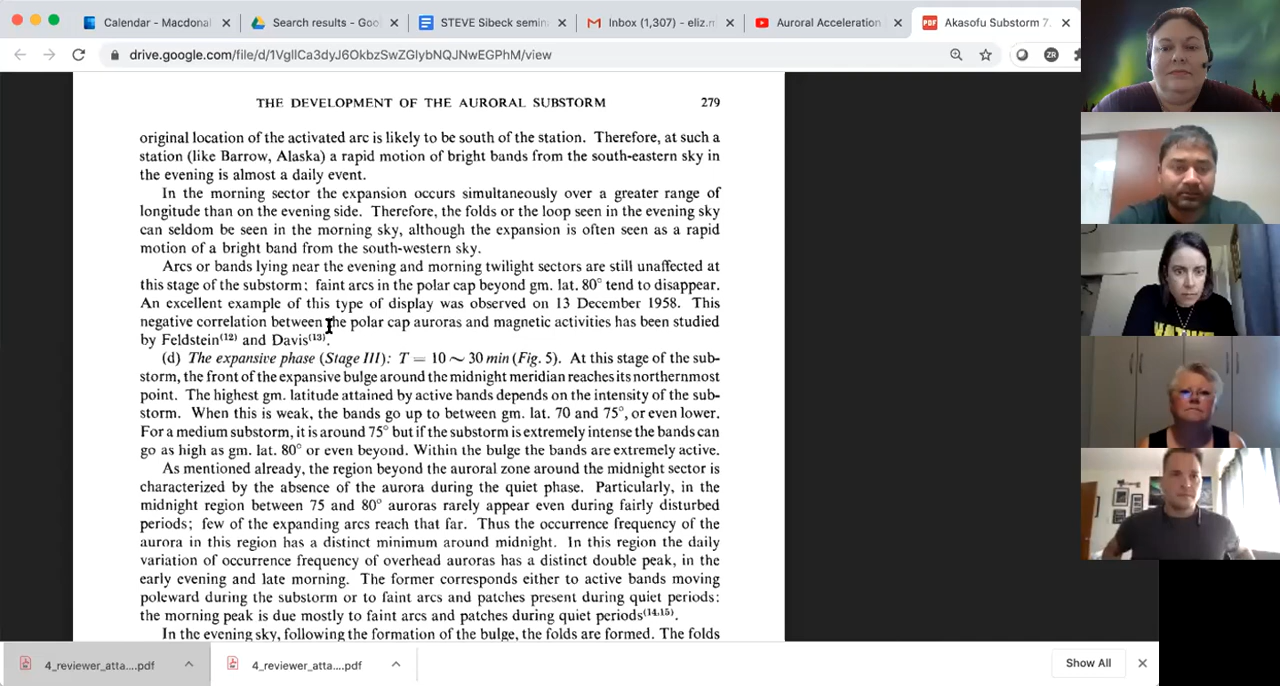 Calendar - Macdonal
Search results - Goo
STEVE Sibeck semin
Inbox (1,307) - eliz.m
Auroral Acceleration
Akasofu Substorm 7.
drive.google.com/file/d/1VgIlCa3dyJ6OkbzSwZGlybNQJNwEGPhM/view
ZR
THE DEVELOPMENT OF THE AURORAL SUBSTORM 279
original location of the activated arc is likely to be south of the station. Therefore, at such a
station (like Barrow, Alaska) a rapid motion of bright bands from the south-eastern sky in
the evening is almost a daily event.
In the morning sector the expansion occurs simultaneously over a greater range of
longitude than on the evening side. Therefore, the folds or the loop seen in the evening sky
can seldom be seen in the morning sky, although the expansion is often seen as a rapid
motion of a bright band from the south-western sky.
Arcs or bands lying near the evening and morning twilight sectors are still unaffected at
this stage of the substorm; faint arcs in the polar cap beyond gm. lat. 80° tend to disappear.
An excellent example of this type of display was observed on 13 December 1958. This
negative correlation between the polar cap auroras and magnetic activities has been studied
by Feldstein(12) and Davis(13).
(d) The expansive phase (Stage III): T = 10 ~ 30 min (Fig. 5). At this stage of the sub-
storm, the front of the expansive bulge around the midnight meridian reaches its northernmost
point. The highest gm. latitude attained by active bands depends on the intensity of the sub-
storm. When this is weak, the bands go up to between gm. lat. 70 and 75°, or even lower.
For a medium substorm, it is around 75° but if the substorm is extremely intense the bands can
go as high as gm. lat. 80° or even beyond. Within the bulge the bands are extremely active.
As mentioned already, the region beyond the auroral zone around the midnight sector is
characterized by the absence of the aurora during the quiet phase. Particularly, in the
midnight region between 75 and 80° auroras rarely appear even during fairly disturbed
periods; few of the expanding arcs reach that far. Thus the occurrence frequency of the
aurora in this region has a distinct minimum around midnight. In this region the daily
variation of occurrence frequency of overhead auroras has a distinct double peak, in the
early evening and late morning. The former corresponds either to active bands moving
poleward during the substorm or to faint arcs and patches present during quiet periods:
the morning peak is due mostly to faint arcs and patches during quiet periods(14,15).
In the evening sky, following the formation of the bulge, the folds are formed. The folds
4_reviewer_atta....pdf
4_reviewer_atta....pdf
Show All